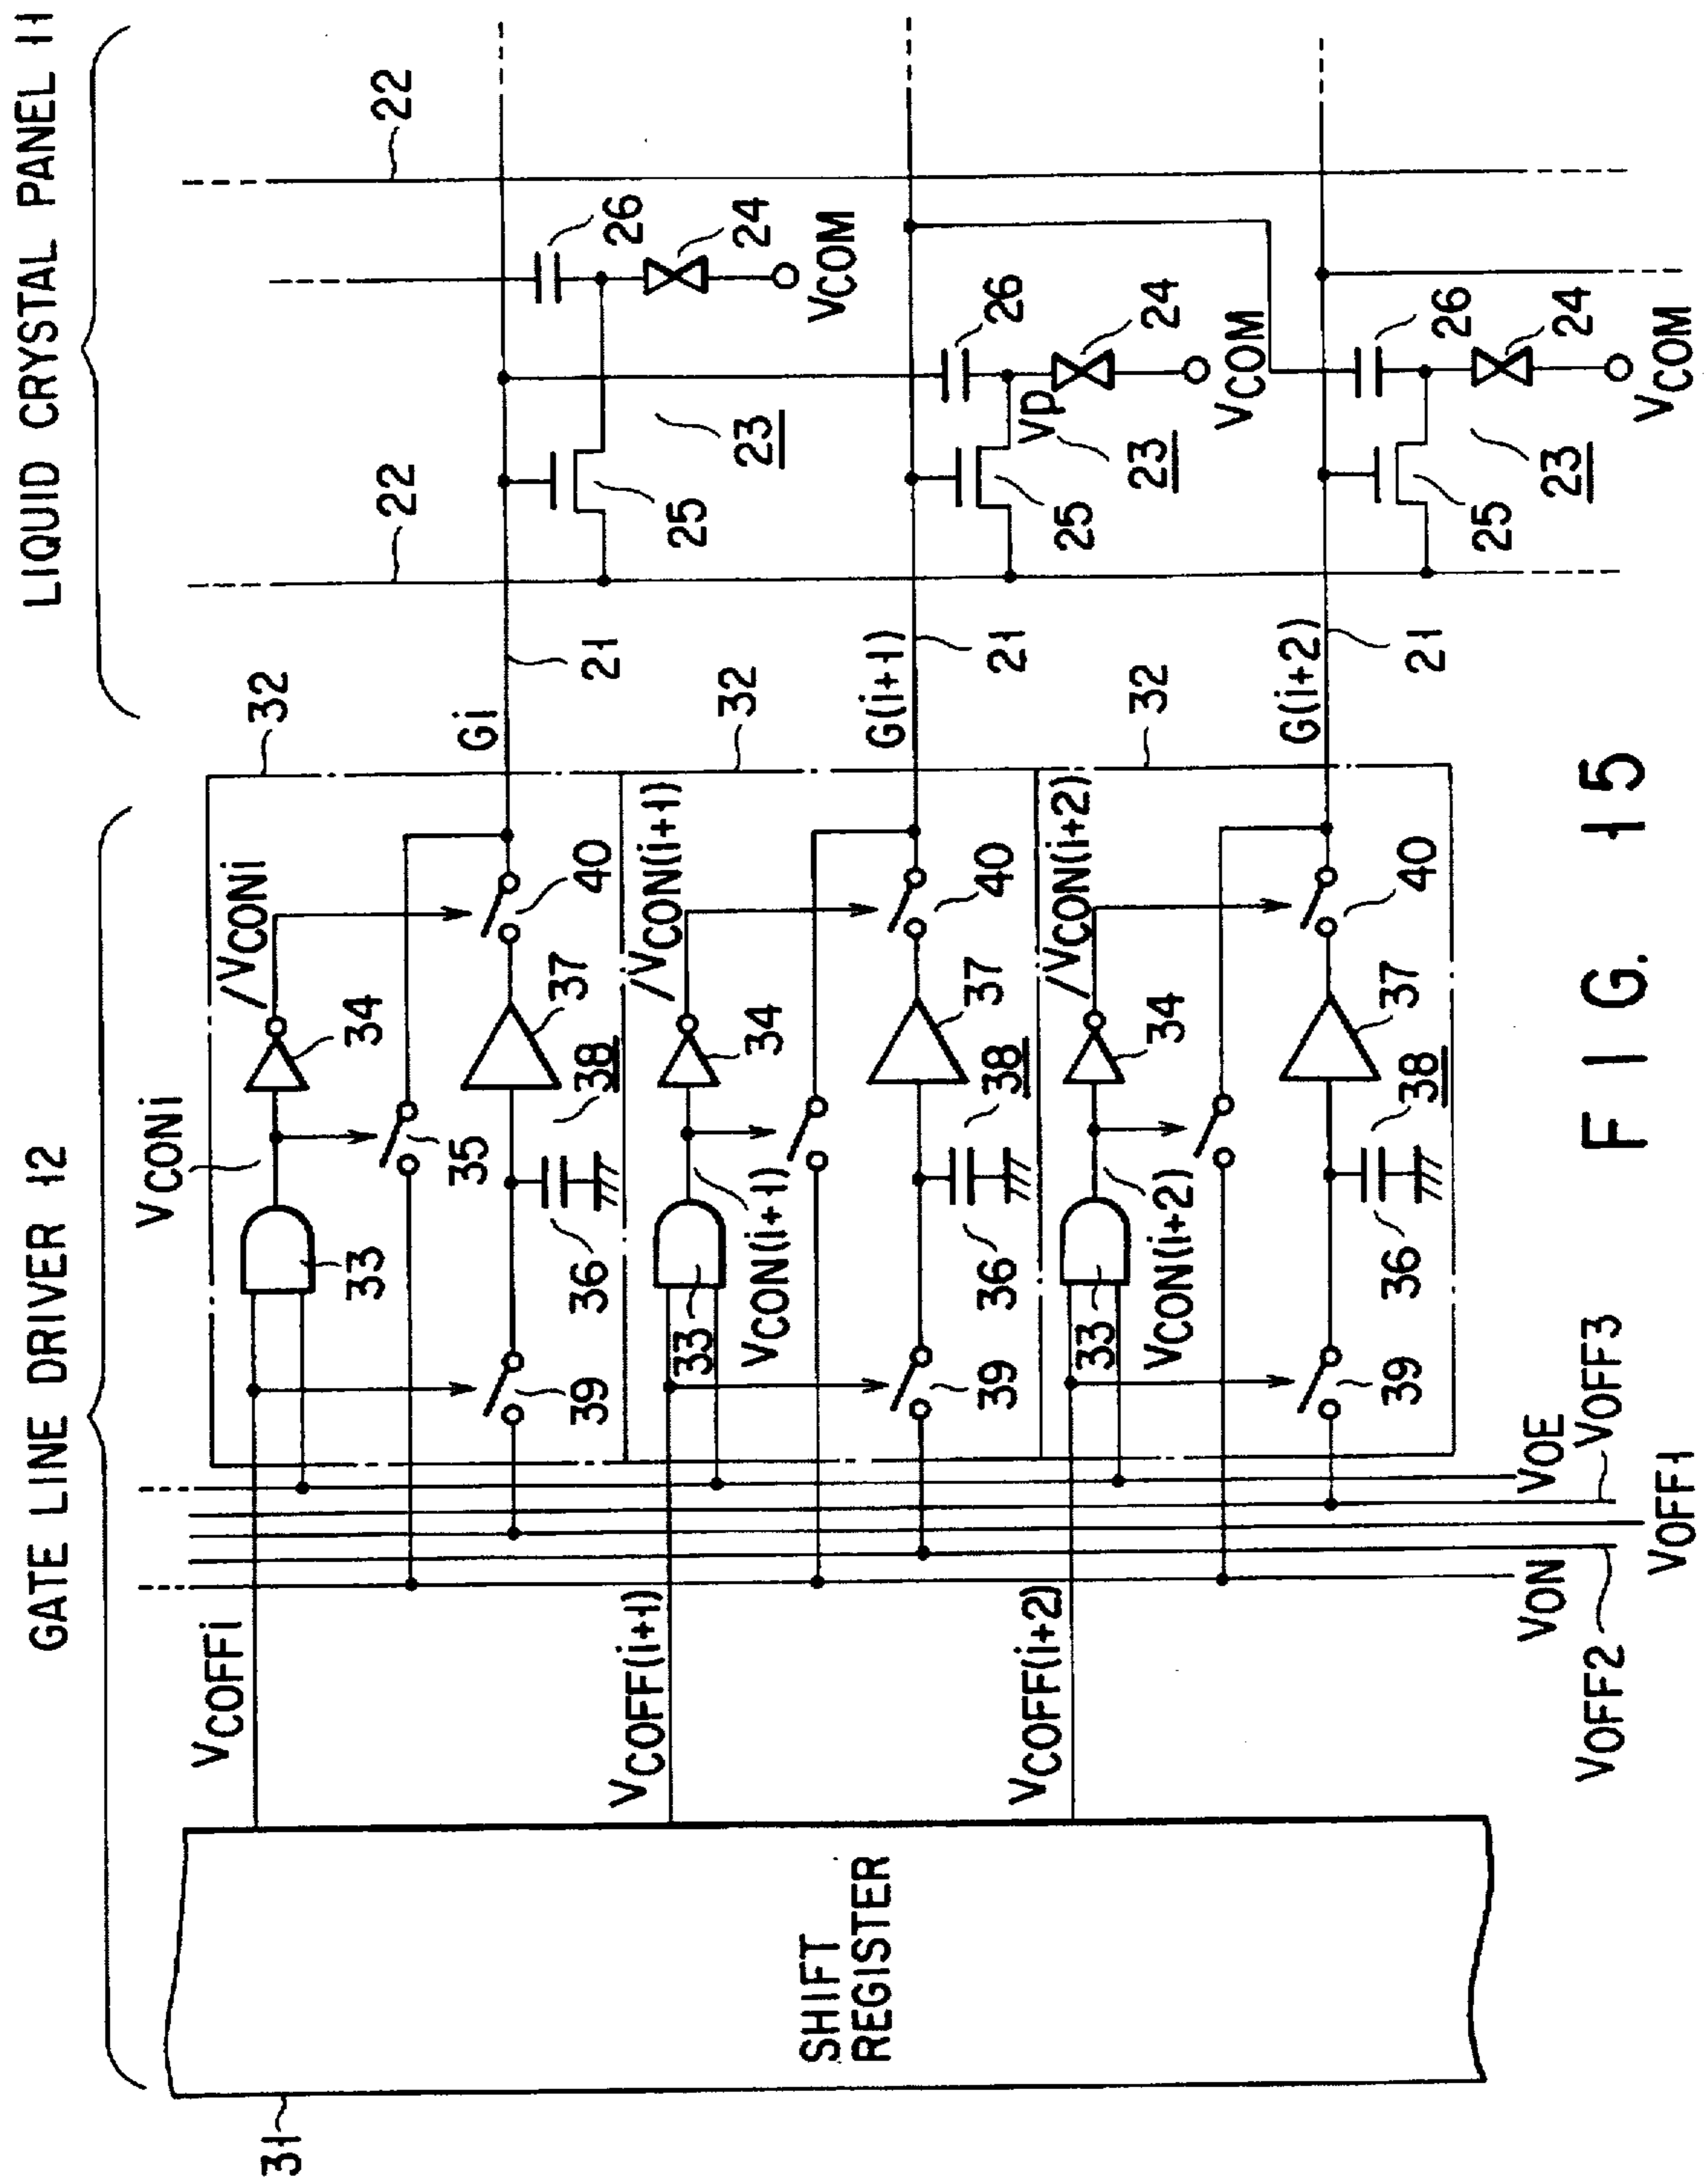 GATE LINE DRIVER 12
LIQUID CRYSTAL PANEL 11
31
SHIFT
REGISTER
VCOFFi
VCONi
/VCONi
32
33
34
35
36
37
38
39
40
Gi
21
22
22
23
24
25
26
VCOM
VCOFF(i+1)
VCON(i+1)
/VCON(i+1)
32
33
34
36
37
38
39
40
G(i+1)
21
23
24
25
26
Vp
VCOM
VCOFF(i+2)
VCON(i+2)
/VCON(i+2)
32
33
34
36
37
38
39
40
G(i+2)
21
23
24
25
26
VCOM
VON
VOE
VOFF2
VOFF1
VOFF3
FIG. 15